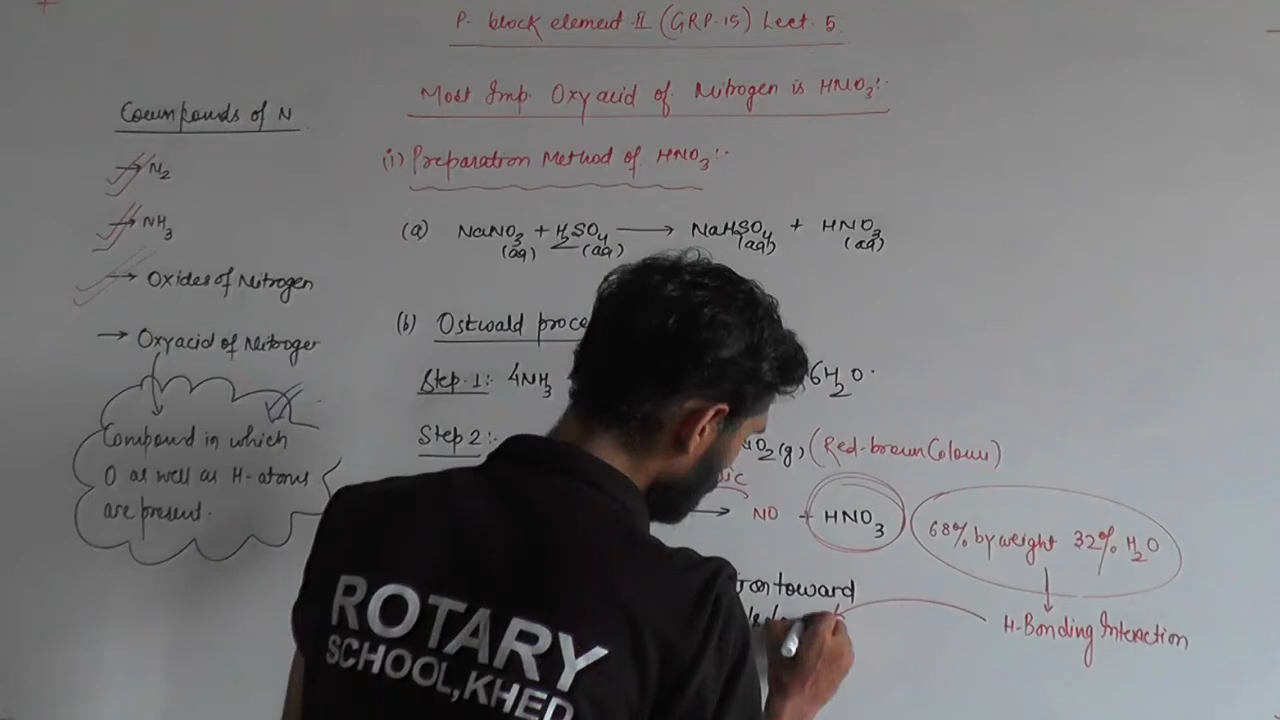 P. block element-II (GRP-15) Lect. 5.
Most Imp. Oxyacid of Nitrogen is HNO3:-
Compounds of N
→ N2
→ NH3
→ Oxides of Nitrogen
→ Oxyacid of Nitrogen
Compound in which
O as well as H-atoms
are present.
(i) Preparation Method of HNO3:-
(a) NaNO3 + H2SO4 → NaHSO4 + HNO3
(aq) (aq) (aq) (aq)
(b) Ostwald proce
Step-1:- 4NH3 6H2O.
Step 2:- O2(g) (Red-brown Colour)
→ NO + HNO3
68% by weight 32% H2O
toward
H-Bonding Interaction
ROTARY
SCHOOL, KHED